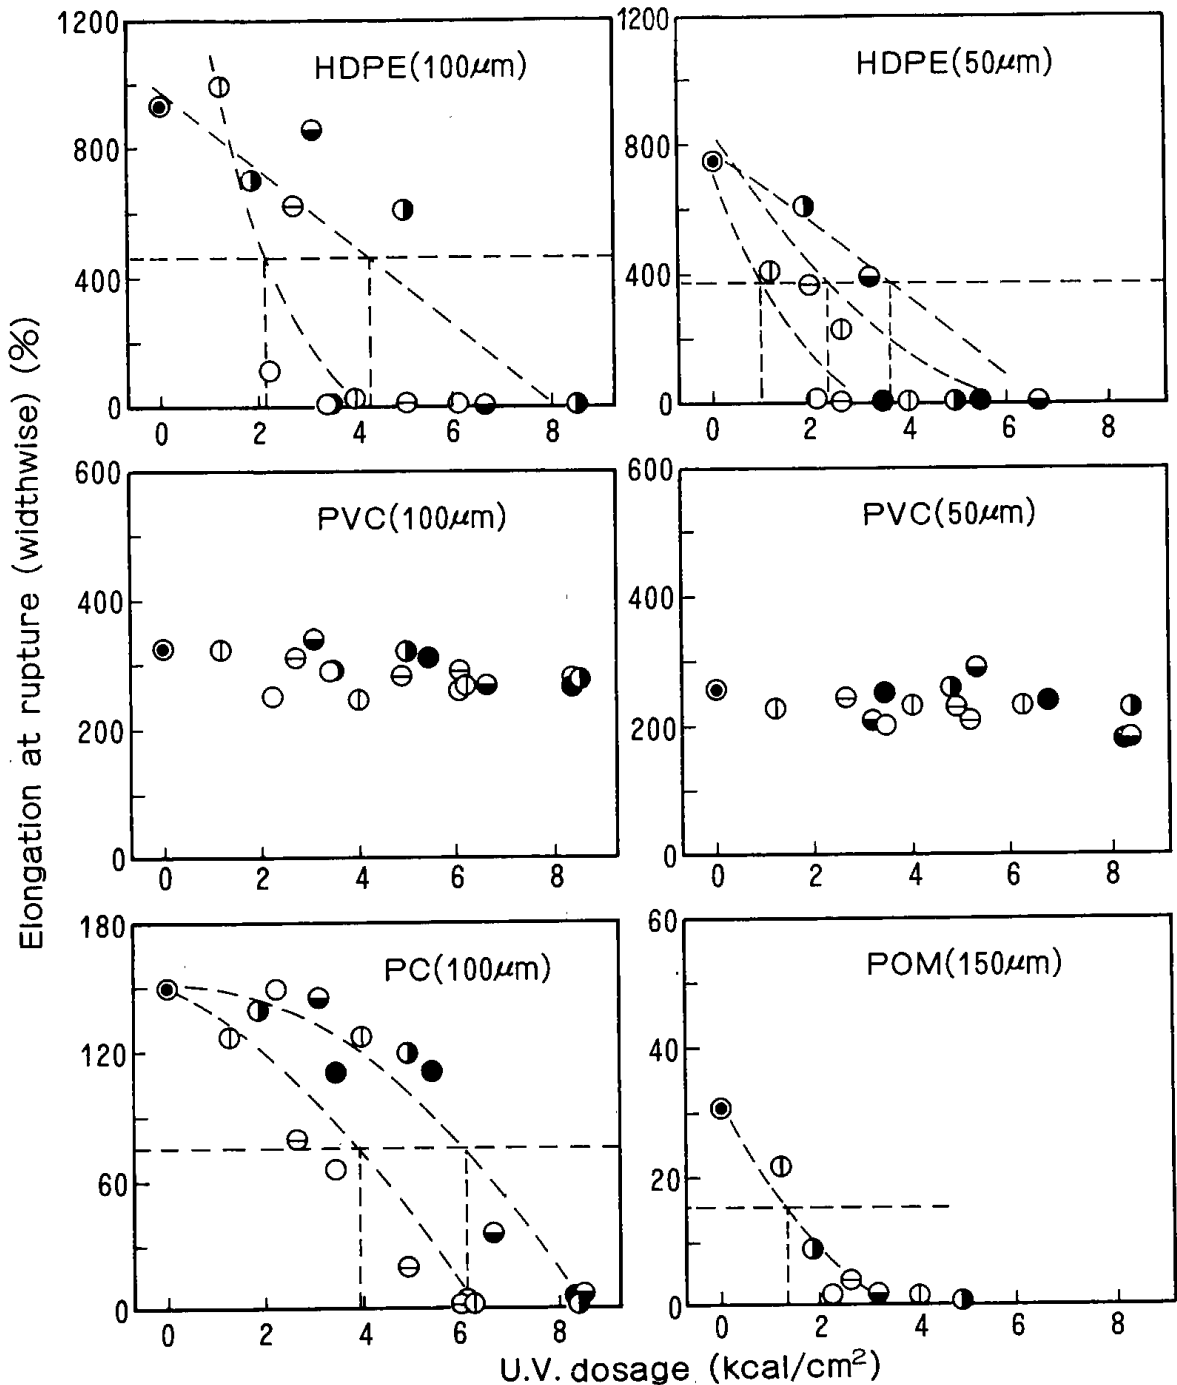 Elongation at rupture (widthwise) (%)
HDPE(100μm)
1200
800
400
0
0 2 4 6 8
HDPE(50μm)
1200
800
400
0
0 2 4 6 8
PVC(100μm)
600
400
200
0
0 2 4 6 8
PVC(50μm)
600
400
200
0
0 2 4 6 8
PC(100μm)
180
120
60
0
0 2 4 6 8
POM(150μm)
60
40
20
0
0 2 4 6 8
U.V. dosage (kcal/cm²)